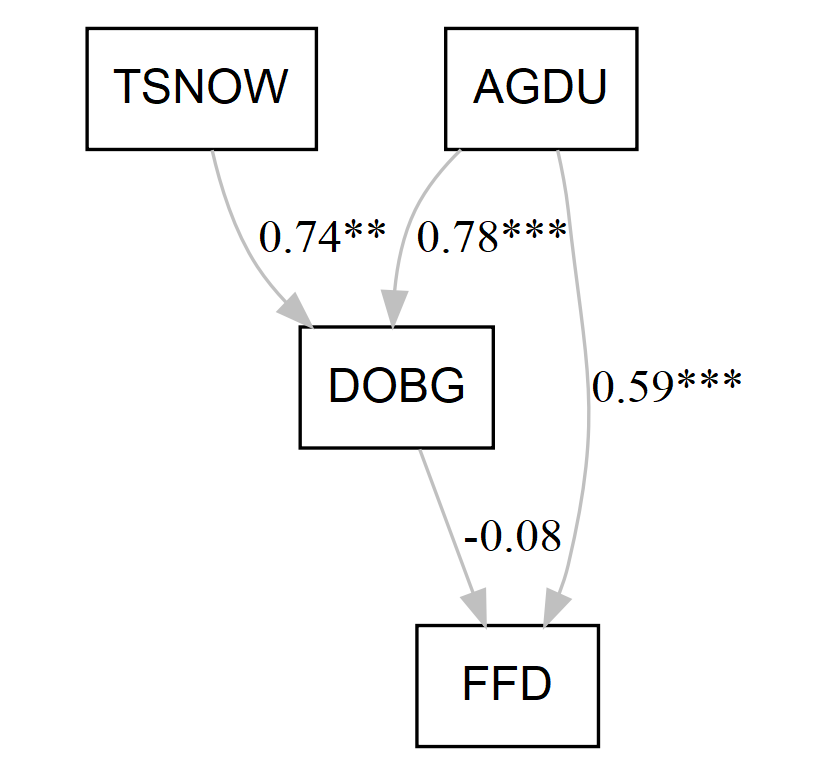 TSNOW
AGDU
0.74**
0.78***
DOBG
0.59***
-0.08
FFD